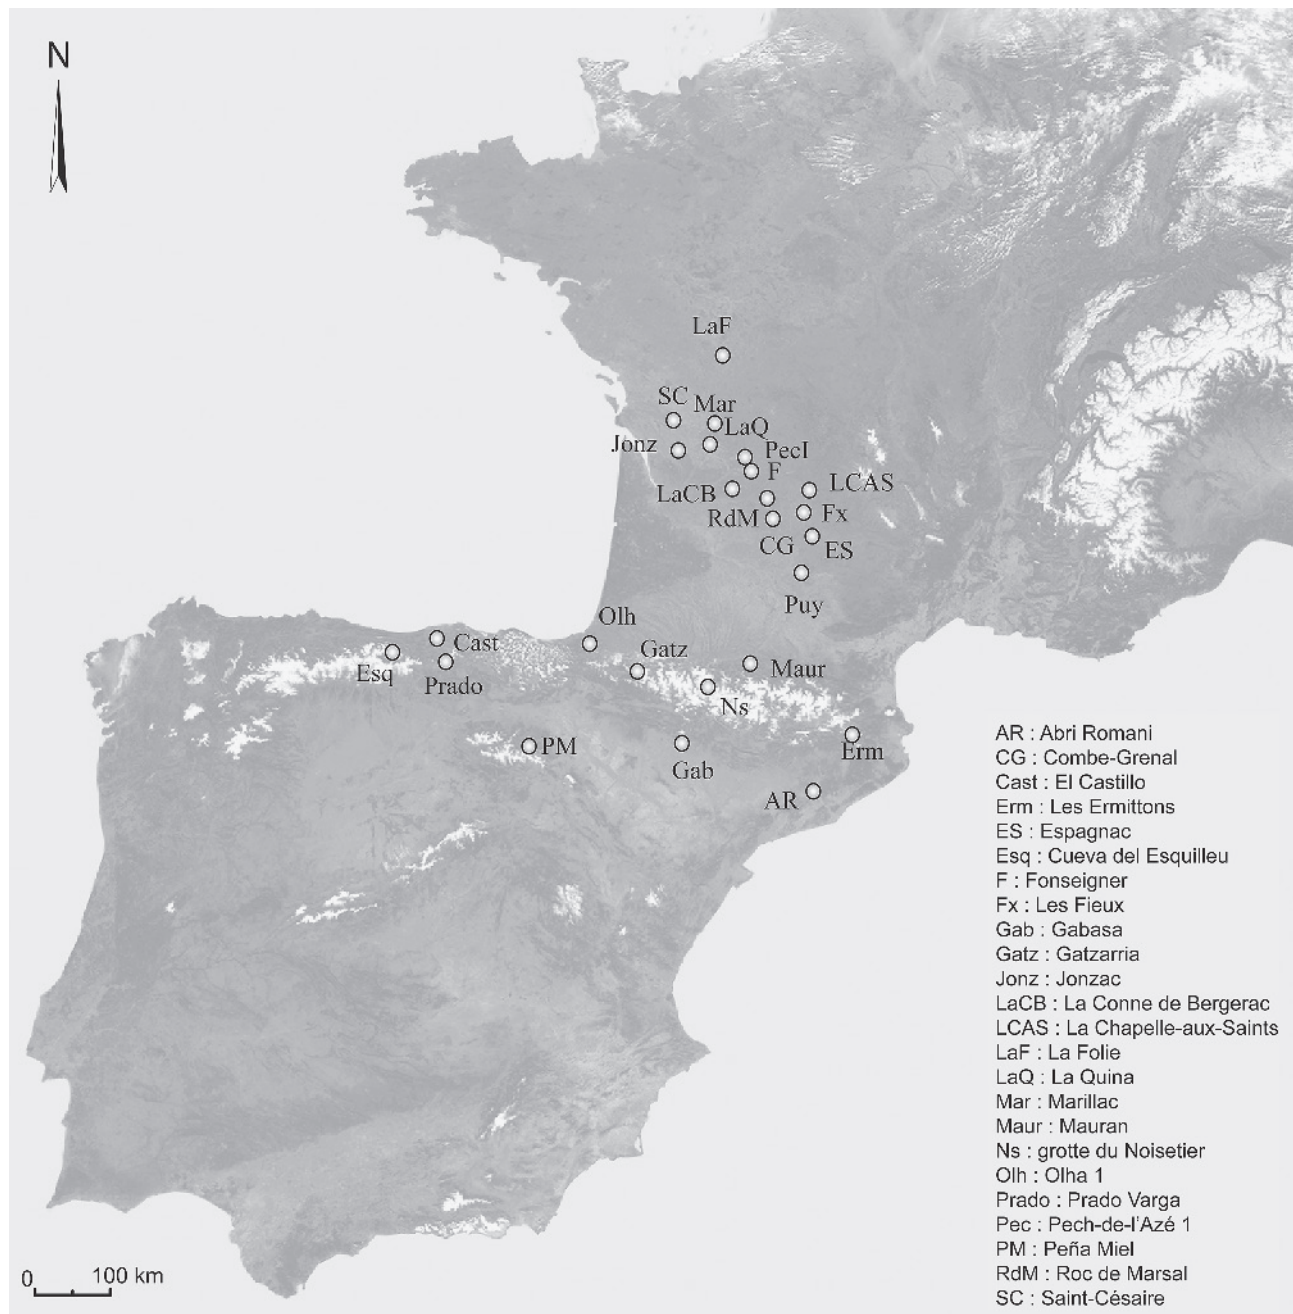 N
LaF
SC
Mar
LaQ
Jonz
PecI
F
LaCB
LCAS
RdM
Fx
CG
ES
Puy
Olh
Cast
Gatz
Esq
Prado
Maur
Ns
PM
Gab
Erm
AR
AR : Abri Romani
CG : Combe-Grenal
Cast : El Castillo
Erm : Les Ermittons
ES : Espagnac
Esq : Cueva del Esquilleu
F : Fonseigner
Fx : Les Fieux
Gab : Gabasa
Gatz : Gatzarria
Jonz : Jonzac
LaCB : La Conne de Bergerac
LCAS : La Chapelle-aux-Saints
LaF : La Folie
LaQ : La Quina
Mar : Marillac
Maur : Mauran
Ns : grotte du Noisetier
Olh : Olha 1
Prado : Prado Varga
Pec : Pech-de-l'Azé 1
PM : Peña Miel
RdM : Roc de Marsal
SC : Saint-Césaire
0 100 km